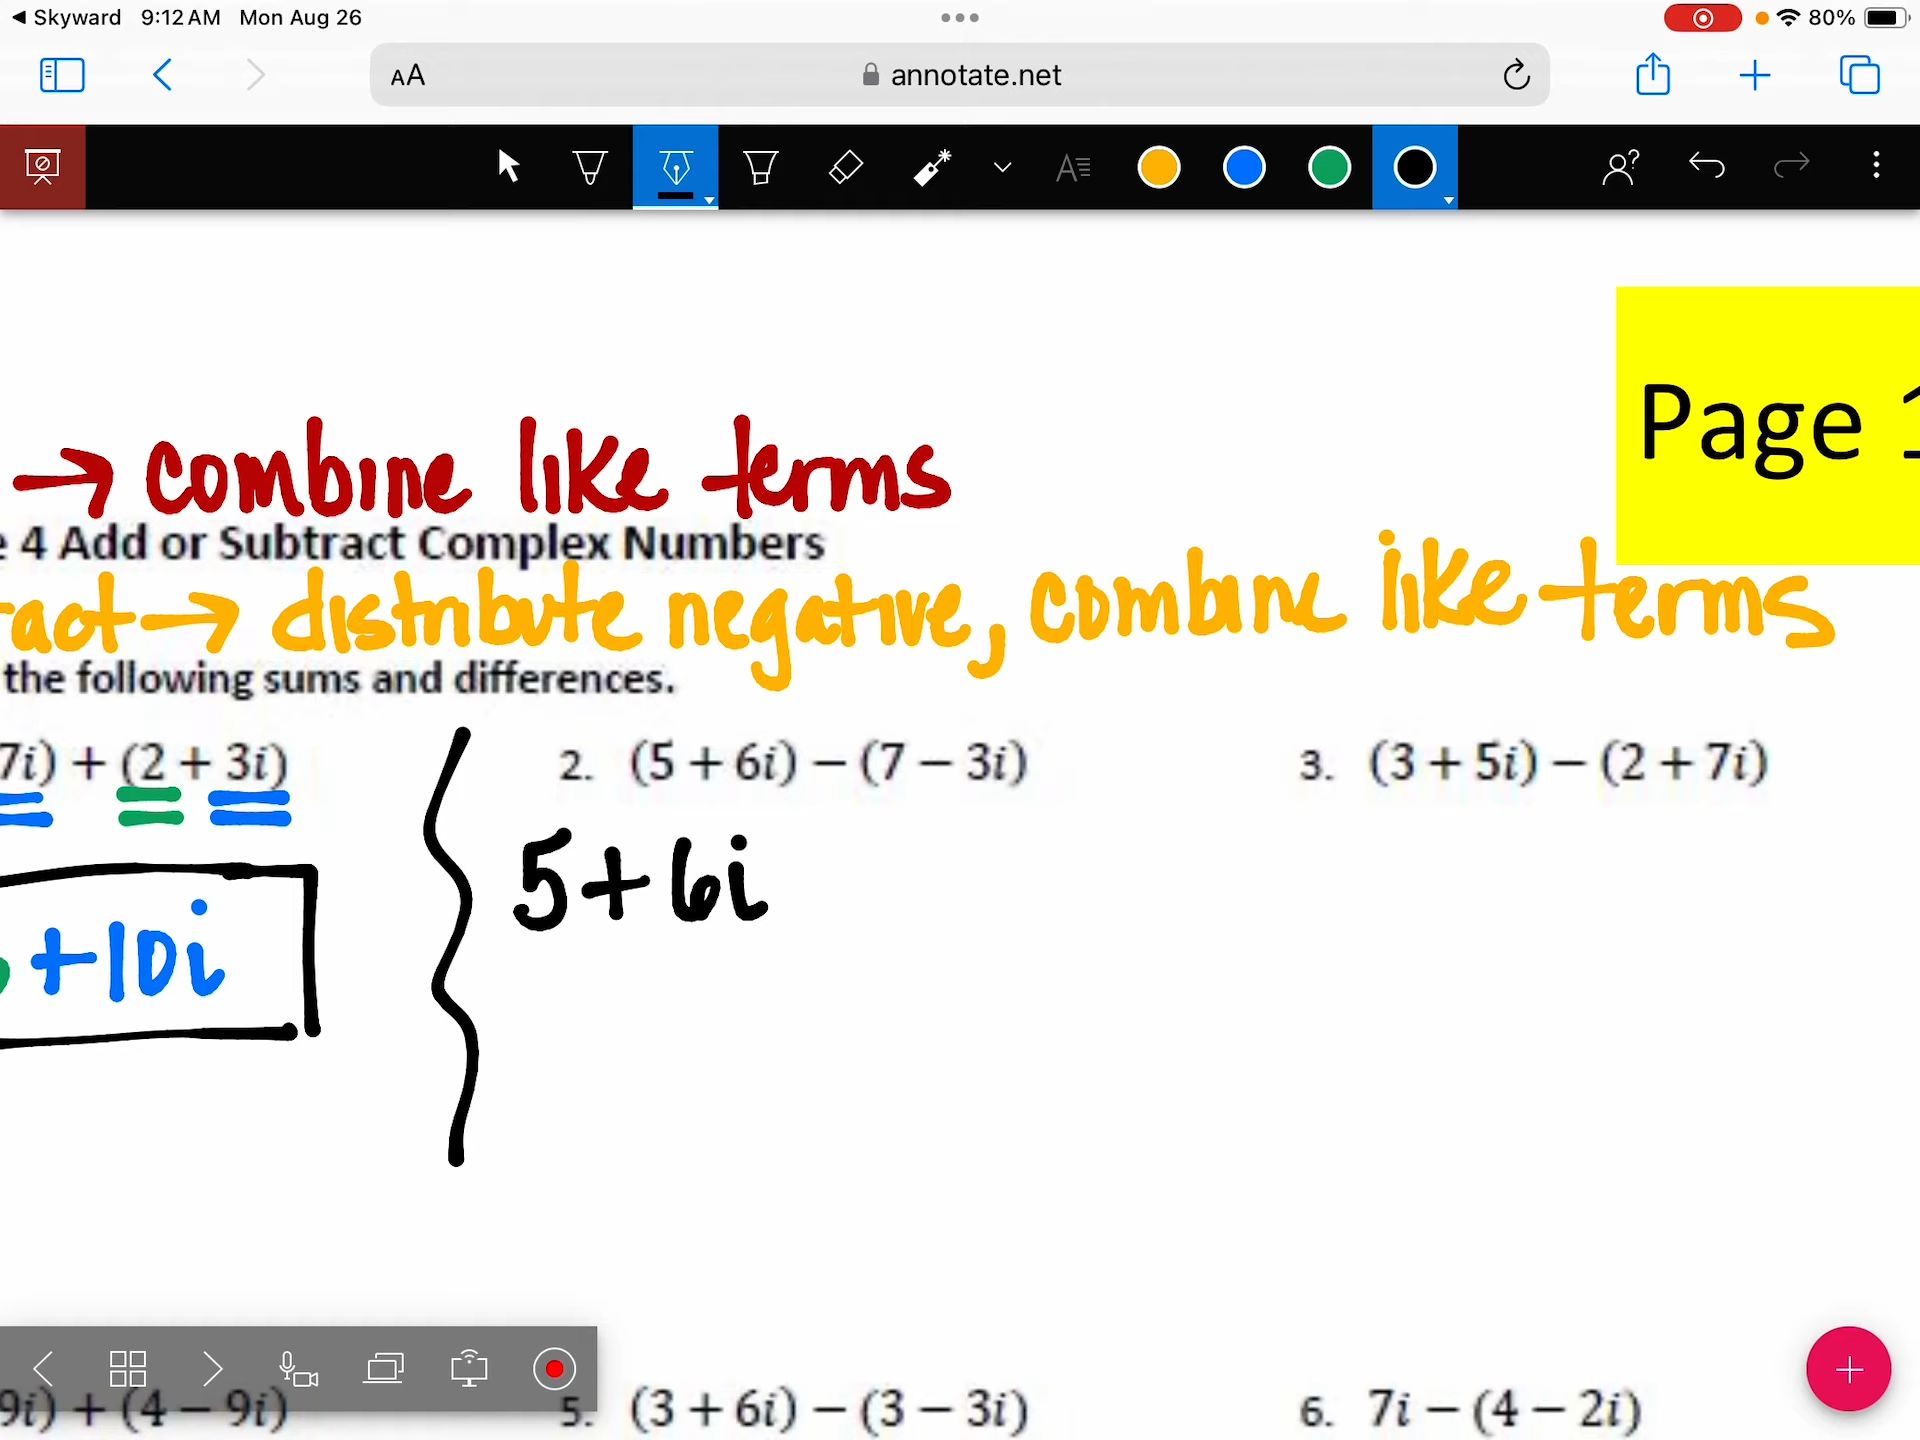 Skyward 9:12 AM Mon Aug 26 80%
AA annotate.net
Page 1
→ combine like terms
e 4 Add or Subtract Complex Numbers
ract → distribute negative, combine like terms
the following sums and differences.
7i) + (2 + 3i)
2. (5 + 6i) − (7 − 3i)
3. (3 + 5i) − (2 + 7i)
5+6i
+10i
9i) + (4 − 9i)
5. (3 + 6i) − (3 − 3i)
6. 7i − (4 − 2i)